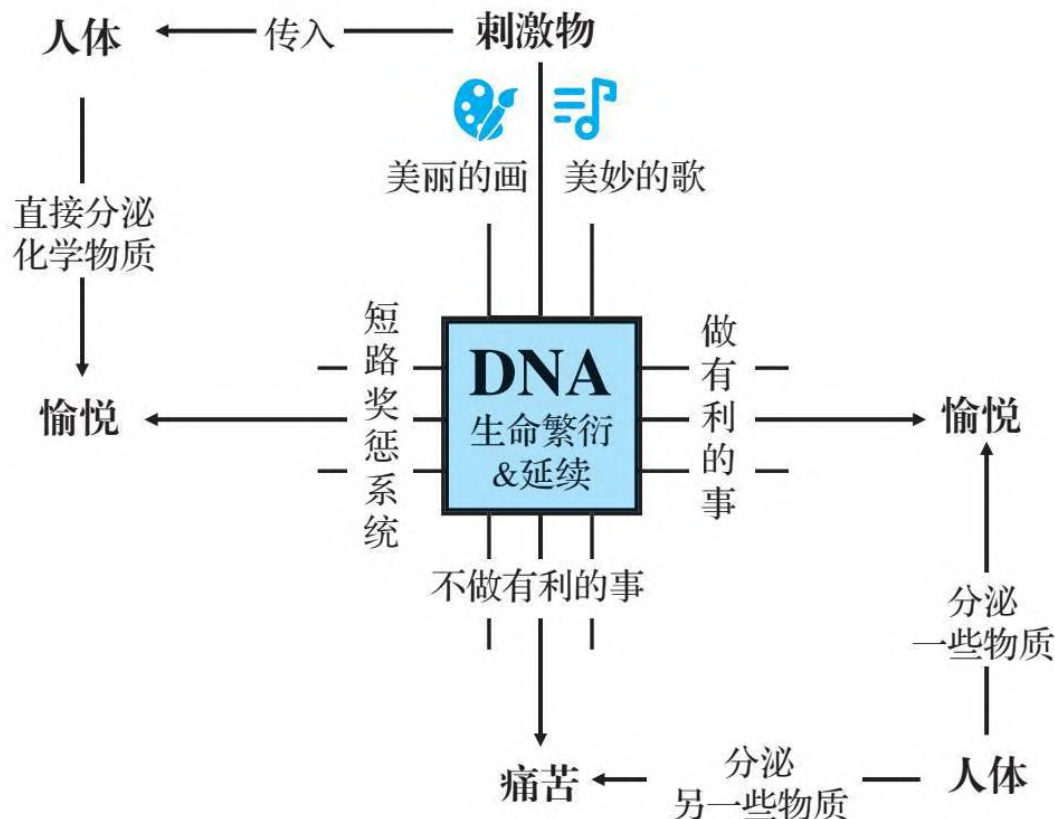 人体
传入
刺激物
美丽的画
美妙的歌
直接分泌
化学物质
短路奖惩系统
DNA
生命繁衍
&延续
做有利的事
愉悦
愉悦
不做有利的事
分泌
一些物质
痛苦
分泌
另一些物质
人体